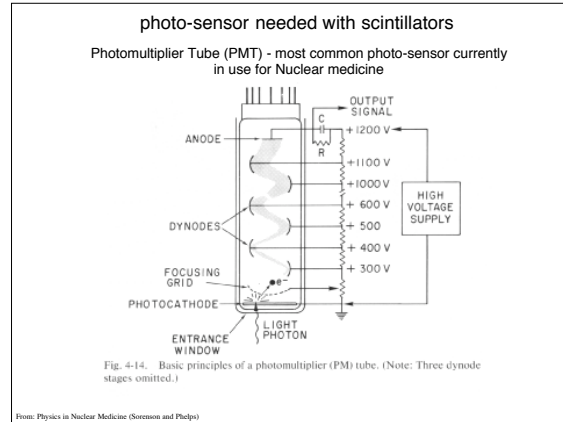 photo-sensor needed with scintillators
Photomultiplier Tube (PMT) - most common photo-sensor currently
in use for Nuclear medicine
OUTPUT
SIGNAL
C
ANODE
+1200 V
R
+1100 V
+1000 V
HIGH
VOLTAGE
SUPPLY
+ 600 V
DYNODES
+ 500
+ 400 V
FOCUSING
GRID
e-
+ 300 V
PHOTOCATHODE
LIGHT
PHOTON
ENTRANCE
WINDOW
Fig. 4-14. Basic principles of a photomultiplier (PM) tube. (Note: Three dynode
stages omitted.)
From: Physics in Nuclear Medicine (Sorenson and Phelps)